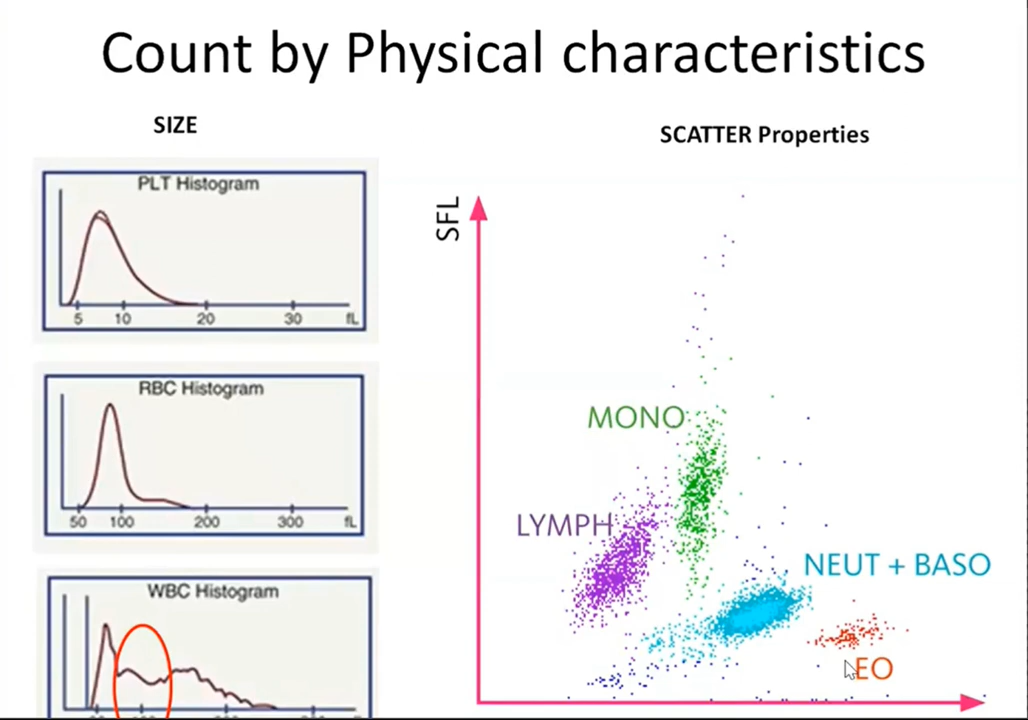 Count by Physical characteristics
SIZE
PLT Histogram
5 10 20 30 fL
RBC Histogram
50 100 200 300 fL
WBC Histogram
SCATTER Properties
SFL
MONO
LYMPH
NEUT + BASO
EO